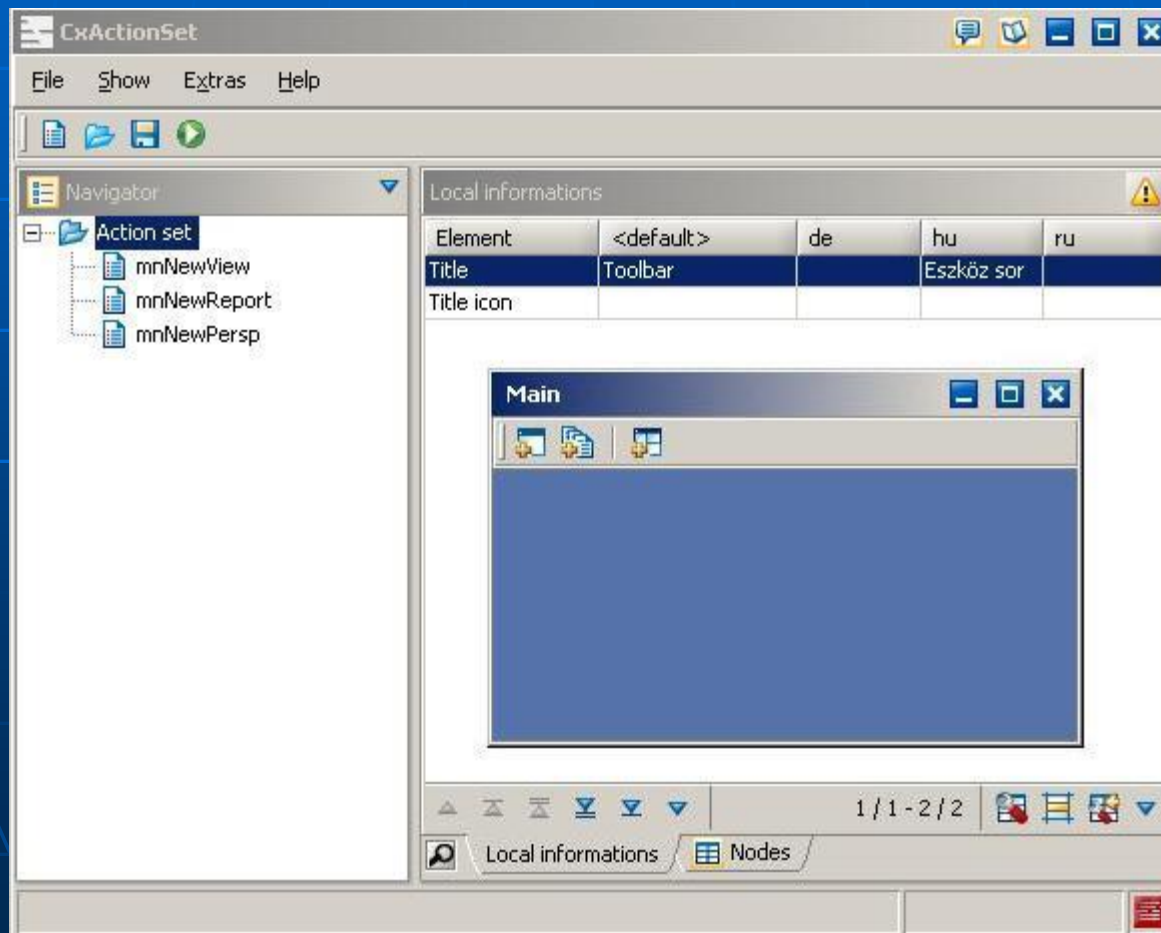 CxActionSet
File Show Extras Help
Navigator
Action set
mnNewView
mnNewReport
mnNewPersp
Local informations
Element <default> de hu ru
Title Toolbar Eszköz sor
Title icon
Main
1 / 1 - 2 / 2
Local informations Nodes